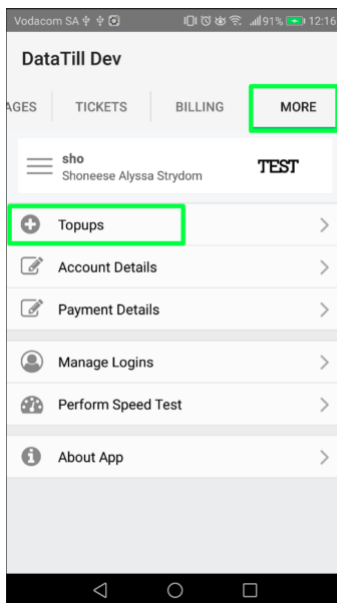 Vodacom SA 91% 12:16
DataTill Dev
AGES TICKETS BILLING MORE
sho
Shoneese Alyssa Strydom
TEST
Topups
Account Details
Payment Details
Manage Logins
Perform Speed Test
About App